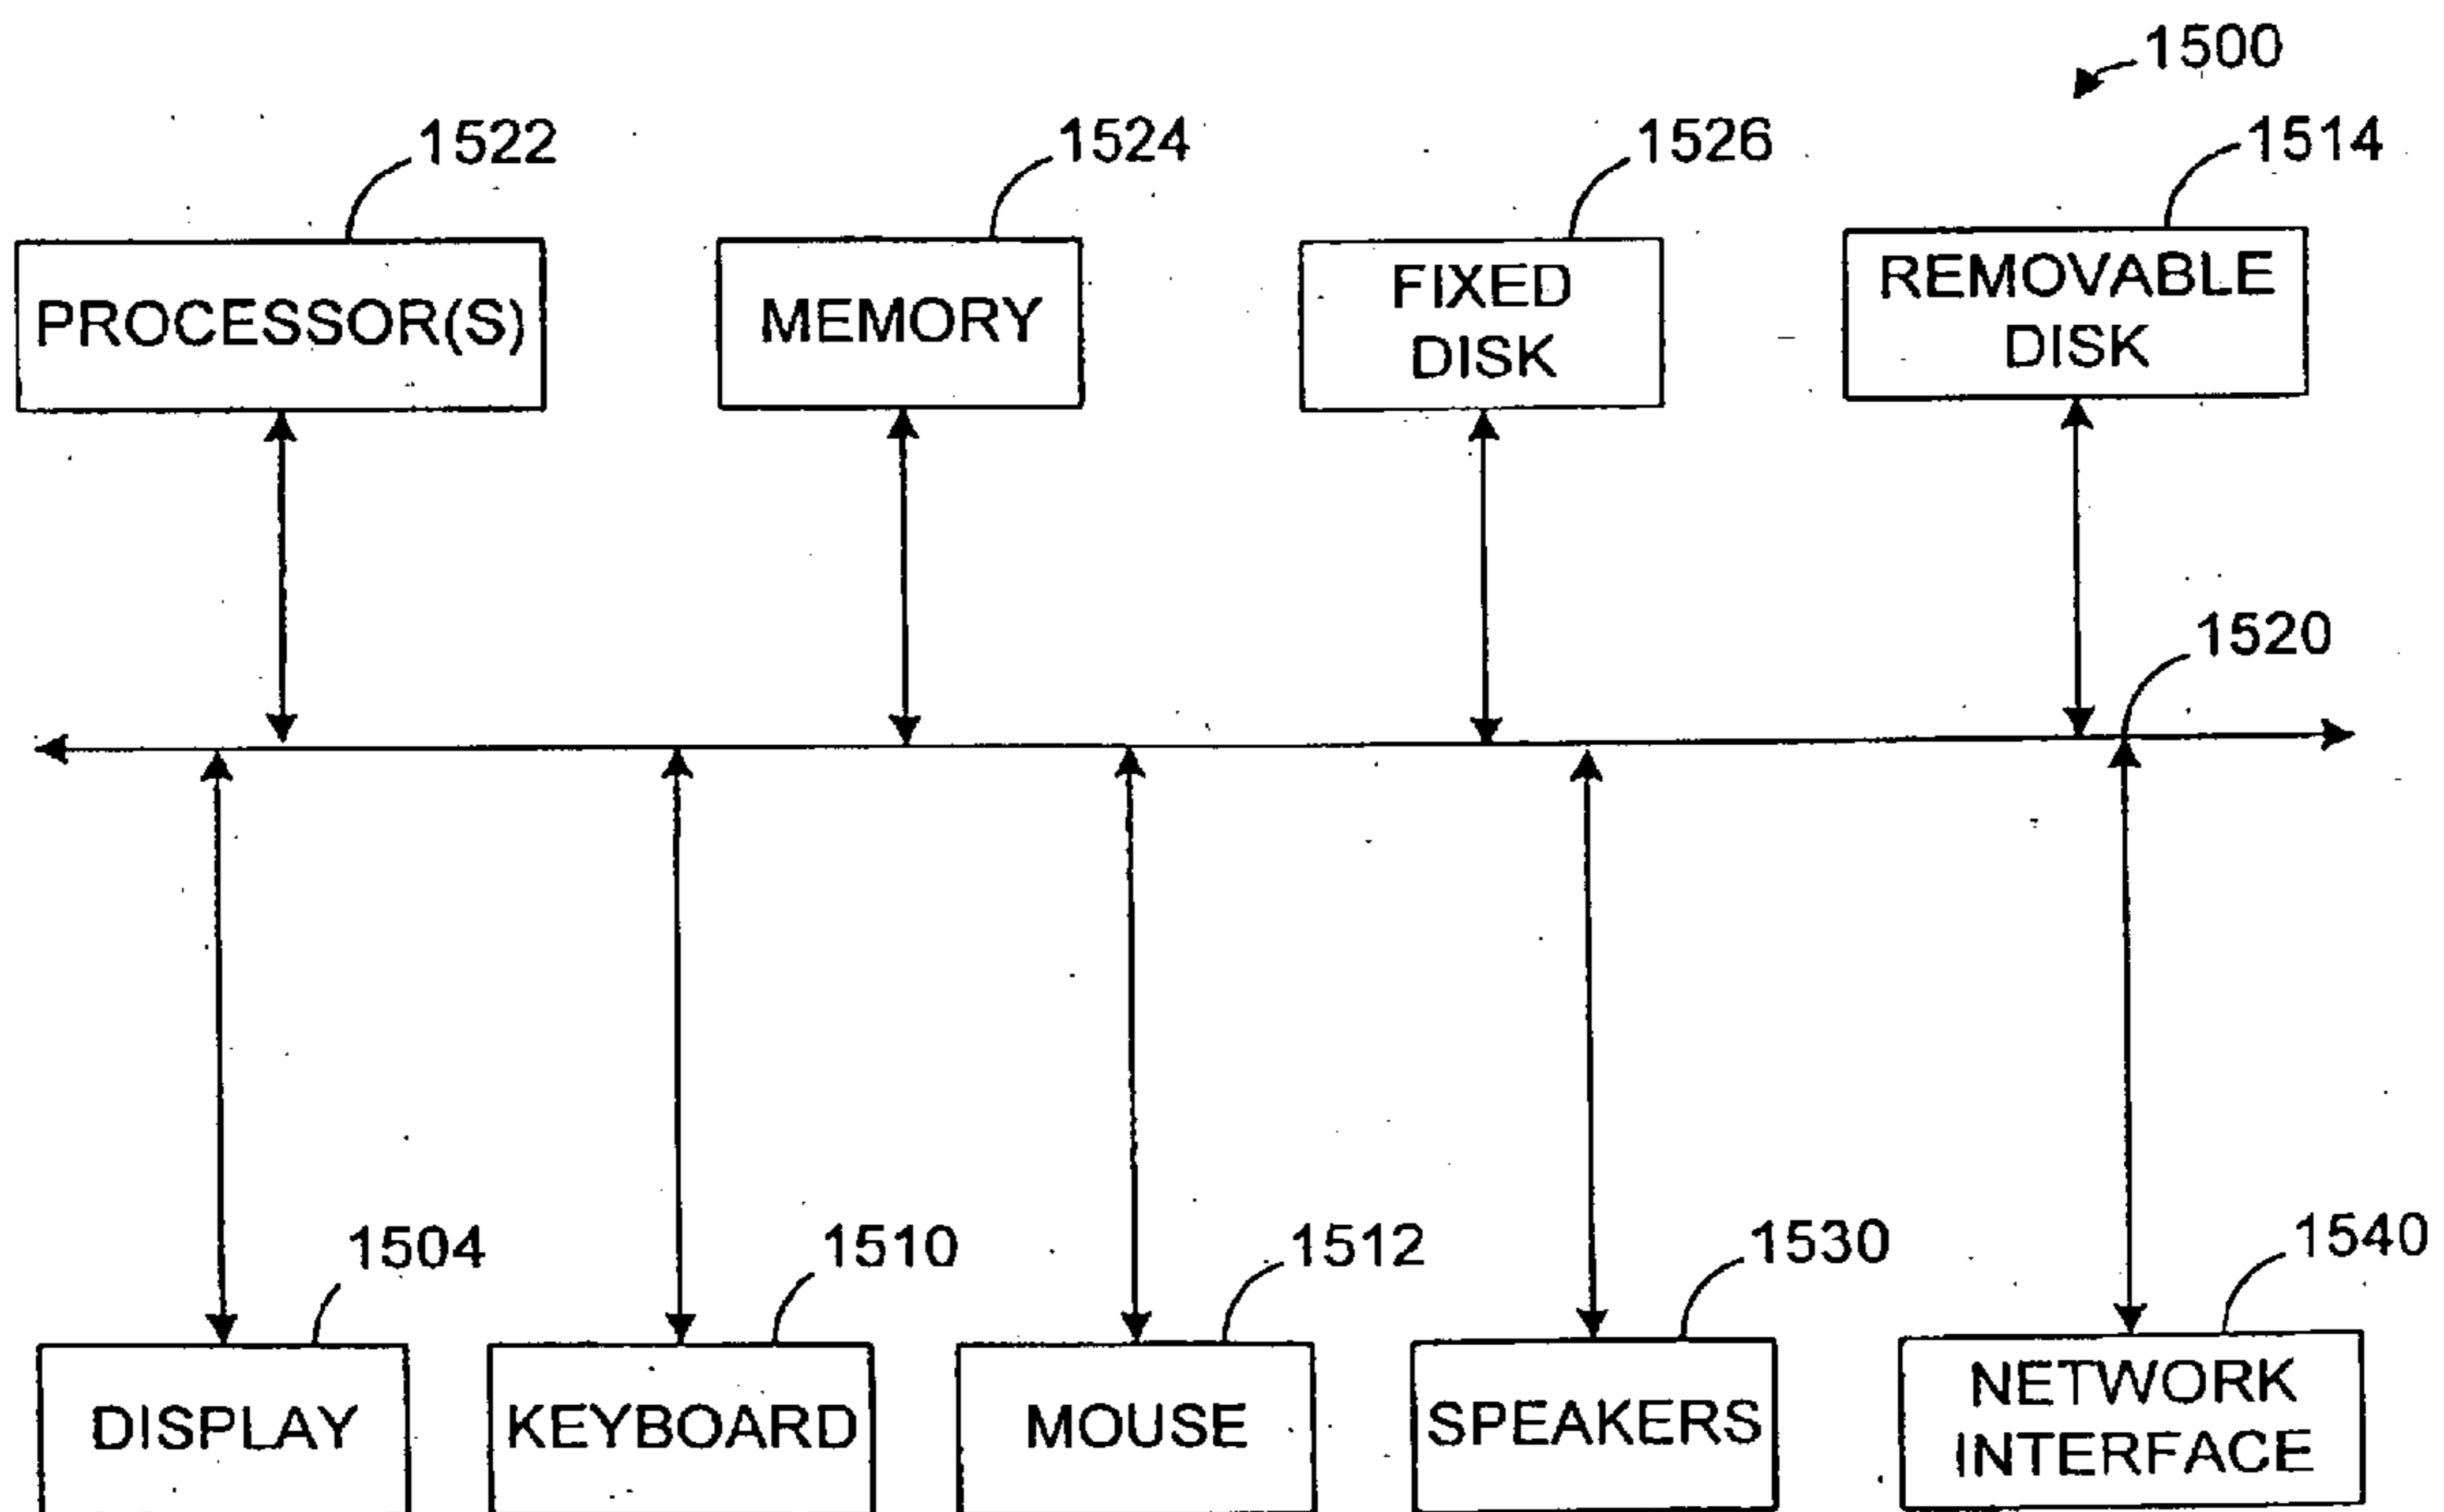 1500
1522
1524
1526
1514
PROCESSOR(S)
MEMORY
FIXED
DISK
REMOVABLE
DISK
1520
1504
1510
1512
1530
1540
DISPLAY
KEYBOARD
MOUSE
SPEAKERS
NETWORK
INTERFACE